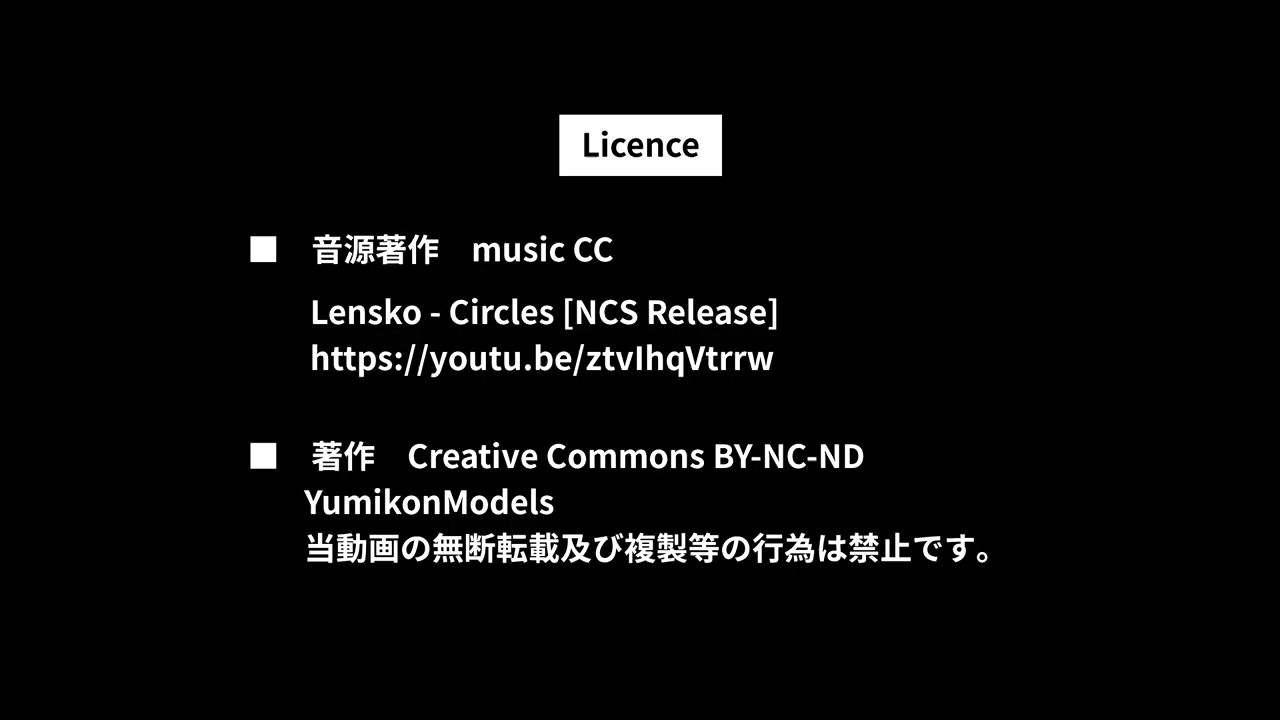 Licence
■　音源著作　music CC
Lensko - Circles [NCS Release]
https://youtu.be/ztvIhqVtrrw
■　著作　Creative Commons BY-NC-ND
YumikonModels
当動画の無断転載及び複製等の行為は禁止です。